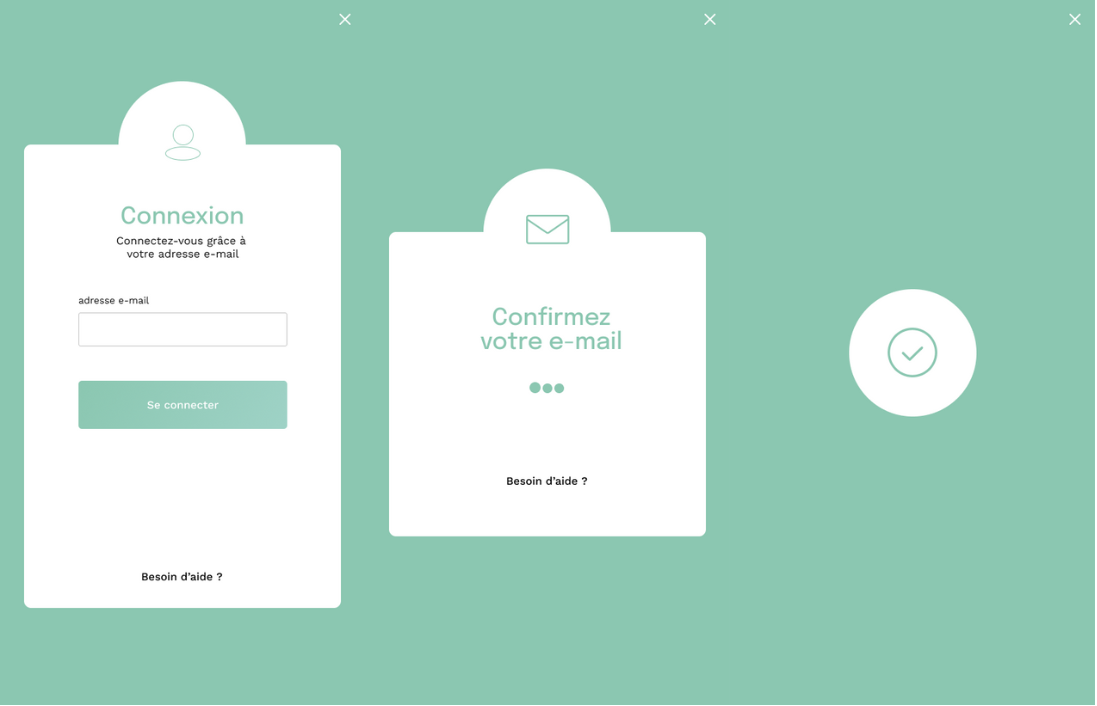 Connexion
Connectez-vous grâce à
votre adresse e-mail
adresse e-mail
Se connecter
Besoin d’aide ?
Confirmez
votre e-mail
Besoin d’aide ?